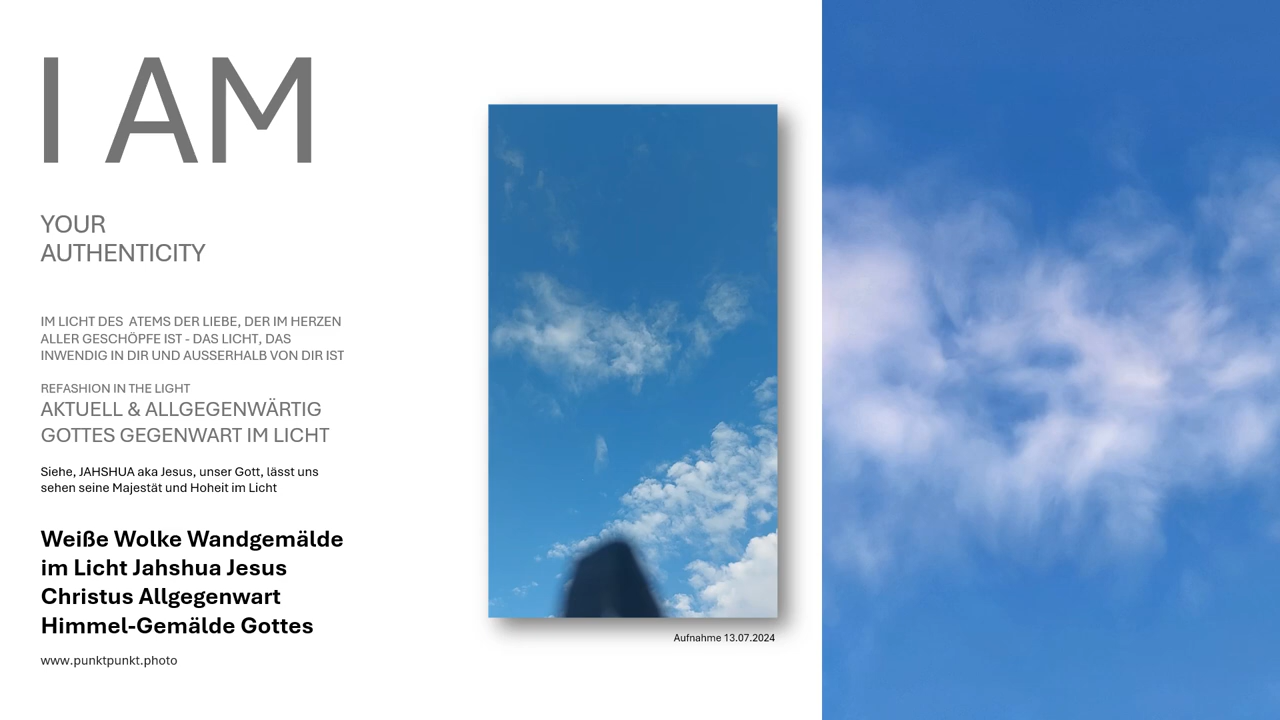 I AM
YOUR
AUTHENTICITY
IM LICHT DES  ATEMS DER LIEBE, DER IM HERZEN
ALLER GESCHÖPFE IST - DAS LICHT, DAS
INWENDIG IN DIR UND AUSSERHALB VON DIR IST
REFASHION IN THE LIGHT
AKTUELL & ALLGEGENWÄRTIG
GOTTES GEGENWART IM LICHT
Siehe, JAHSHUA aka Jesus, unser Gott, lässt uns
sehen seine Majestät und Hoheit im Licht
Weiße Wolke Wandgemälde
im Licht Jahshua Jesus
Christus Allgegenwart
Himmel-Gemälde Gottes
www.punktpunkt.photo
Aufnahme 13.07.2024